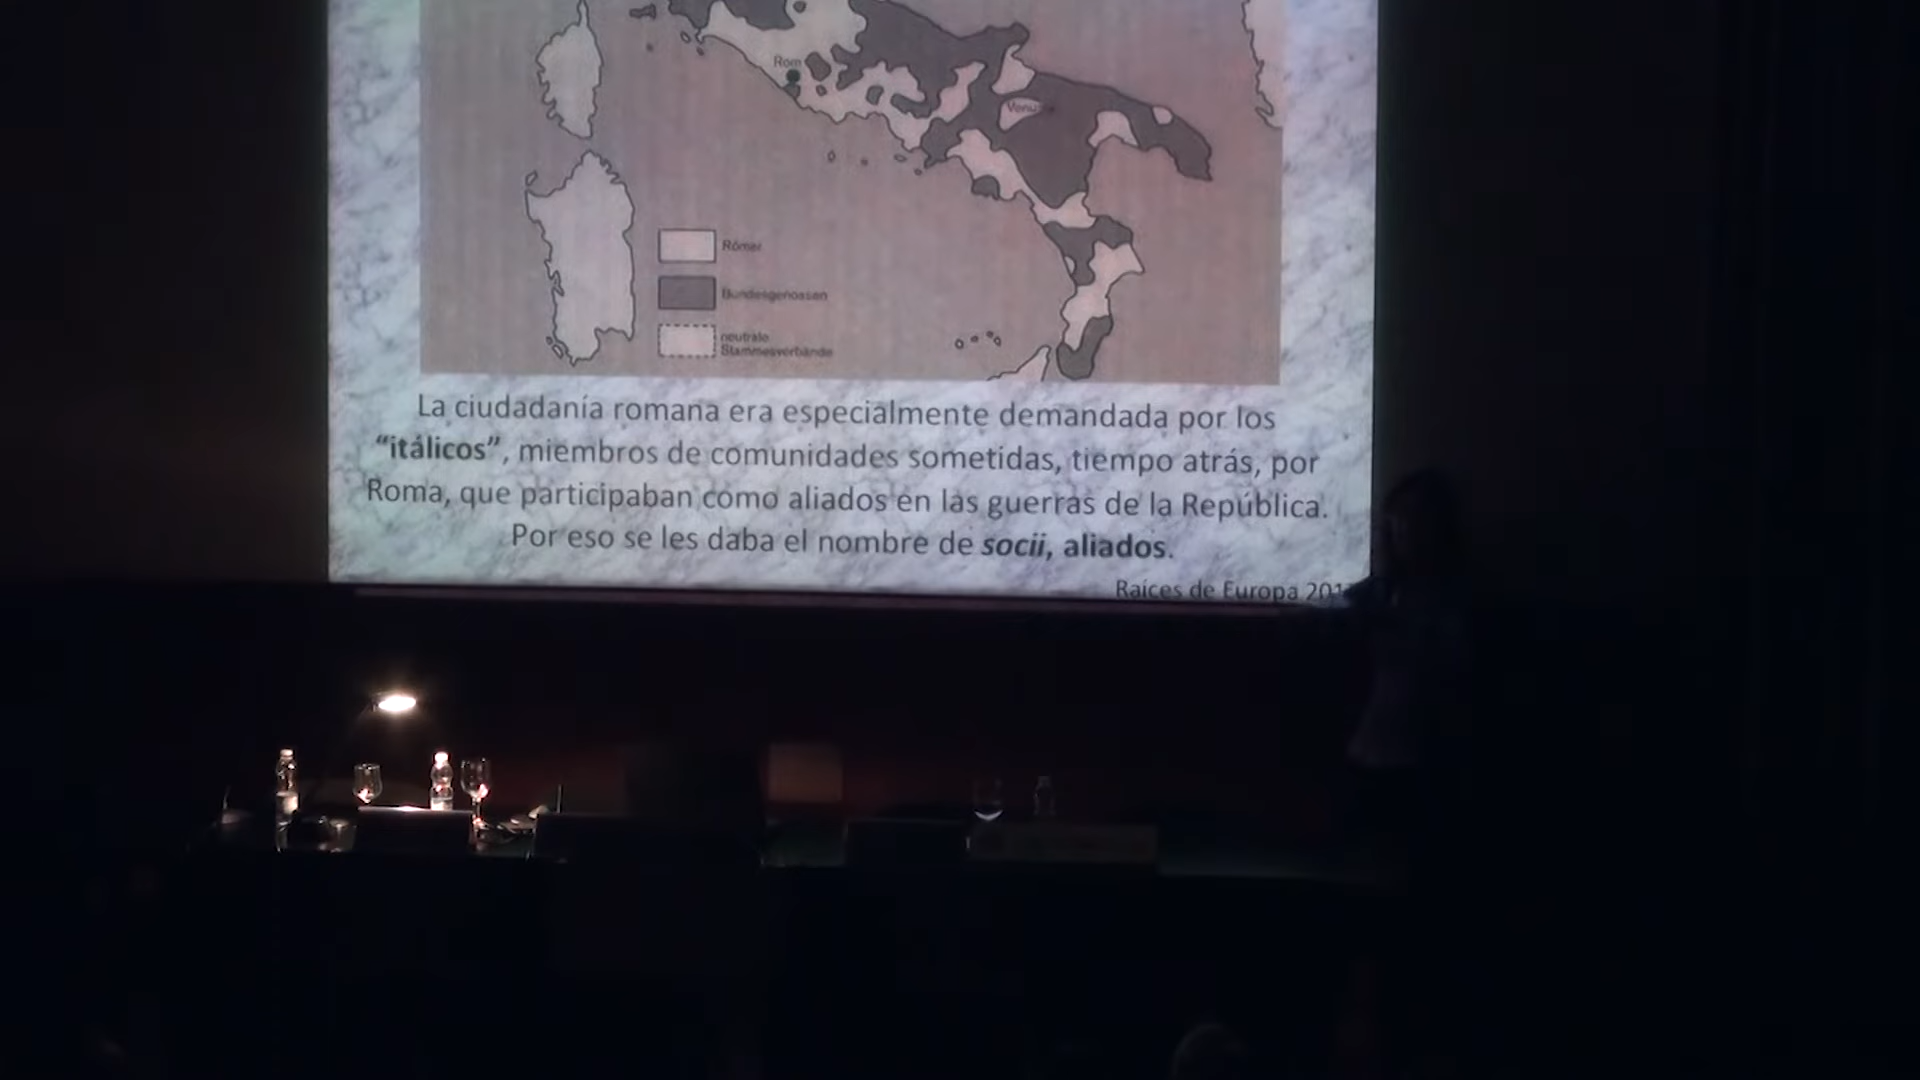 Rom
Römer
Bundesgenossen
neutrale
Stammesverbände
La ciudadanía romana era especialmente demandada por los
“itálicos”, miembros de comunidades sometidas, tiempo atrás, por
Roma, que participaban como aliados en las guerras de la República.
Por eso se les daba el nombre de socii, aliados.
Raíces de Europa